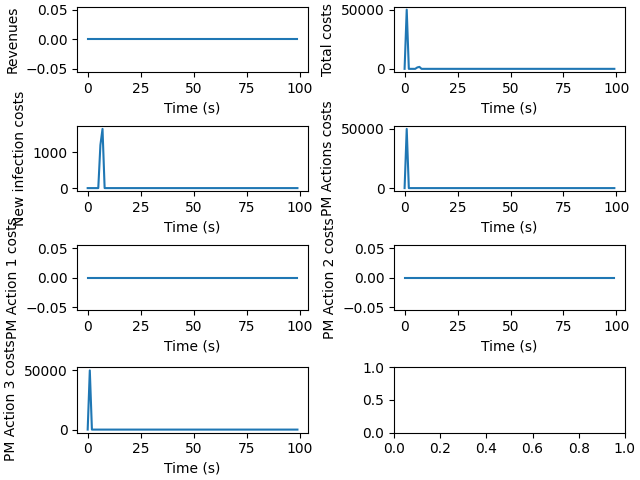 Revenues
0.05
0.00
−0.05
0 25 50 75 100
Time (s)
Total costs
50000
0
0 25 50 75 100
Time (s)
New infection costs
1000
0
0 25 50 75 100
Time (s)
PM Actions costs
50000
0
0 25 50 75 100
Time (s)
PM Action 1 costs
0.05
0.00
−0.05
0 25 50 75 100
Time (s)
PM Action 2 costs
0.05
0.00
−0.05
0 25 50 75 100
Time (s)
PM Action 3 costs
50000
0
0 25 50 75 100
Time (s)
1.0
0.5
0.0
0.0 0.2 0.4 0.6 0.8 1.0